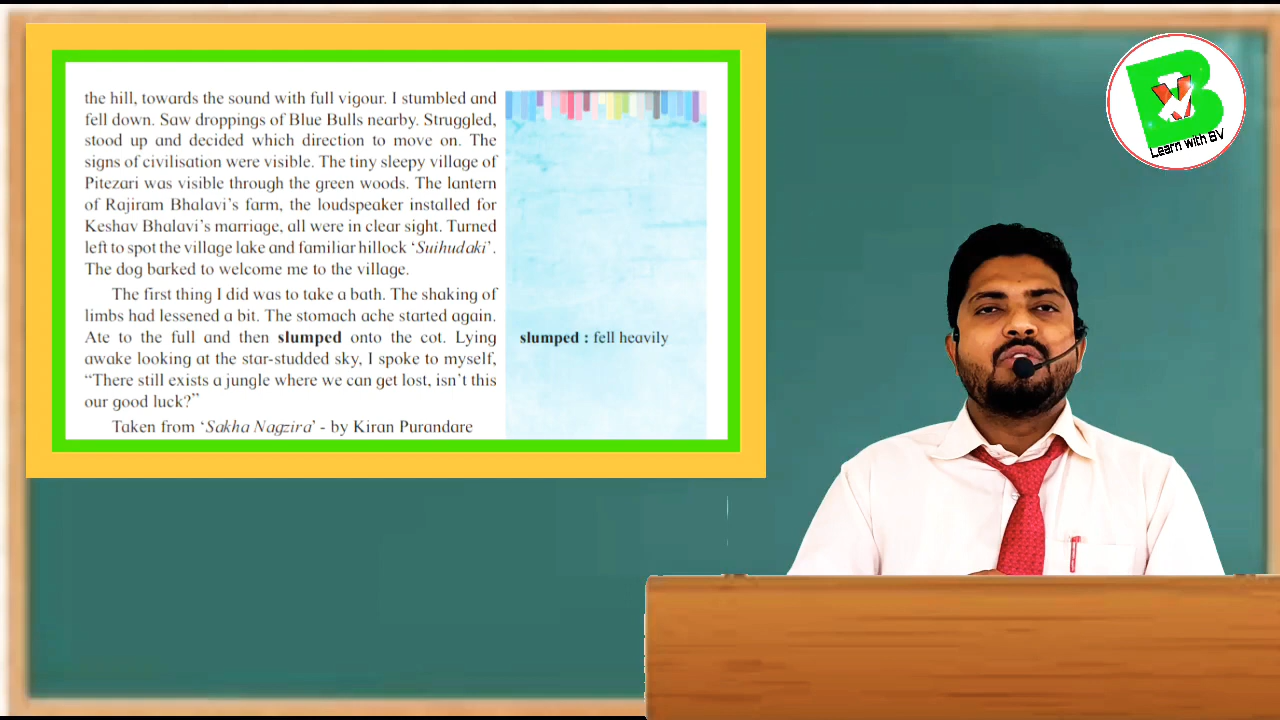 the hill, towards the sound with full vigour. I stumbled and
fell down. Saw droppings of Blue Bulls nearby. Struggled,
stood up and decided which direction to move on. The
signs of civilisation were visible. The tiny sleepy village of
Pitezari was visible through the green woods. The lantern
of Rajiram Bhalavi’s farm, the loudspeaker installed for
Keshav Bhalavi’s marriage, all were in clear sight. Turned
left to spot the village lake and familiar hillock ‘Suihudaki’.
The dog barked to welcome me to the village.
The first thing I did was to take a bath. The shaking of
limbs had lessened a bit. The stomach ache started again.
Ate to the full and then slumped onto the cot. Lying
awake looking at the star-studded sky, I spoke to myself,
“There still exists a jungle where we can get lost, isn’t this
our good luck?”
Taken from ‘Sakha Nagzira’ - by Kiran Purandare
slumped : fell heavily
B
V
Learn with BV